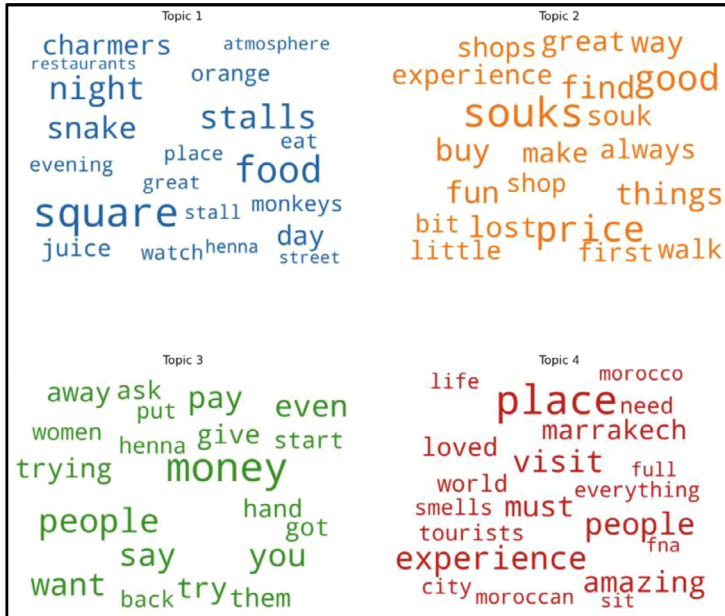 Topic 1
charmers atmosphere
restaurants
night orange
snake stalls
eat
evening place food
great
square stall monkeys
juice watch henna day
street
Topic 2
shops great way
experience find good
souks souk
buy make always
fun shop things
bit lost price
little first walk
Topic 3
away ask pay even
put
women henna give start
trying money
people hand
got
say you
want back try them
Topic 4
life morocco
place need
loved marrakech
visit full
world everything
smells must people
tourists fna
experience
city moroccan amazing
sit